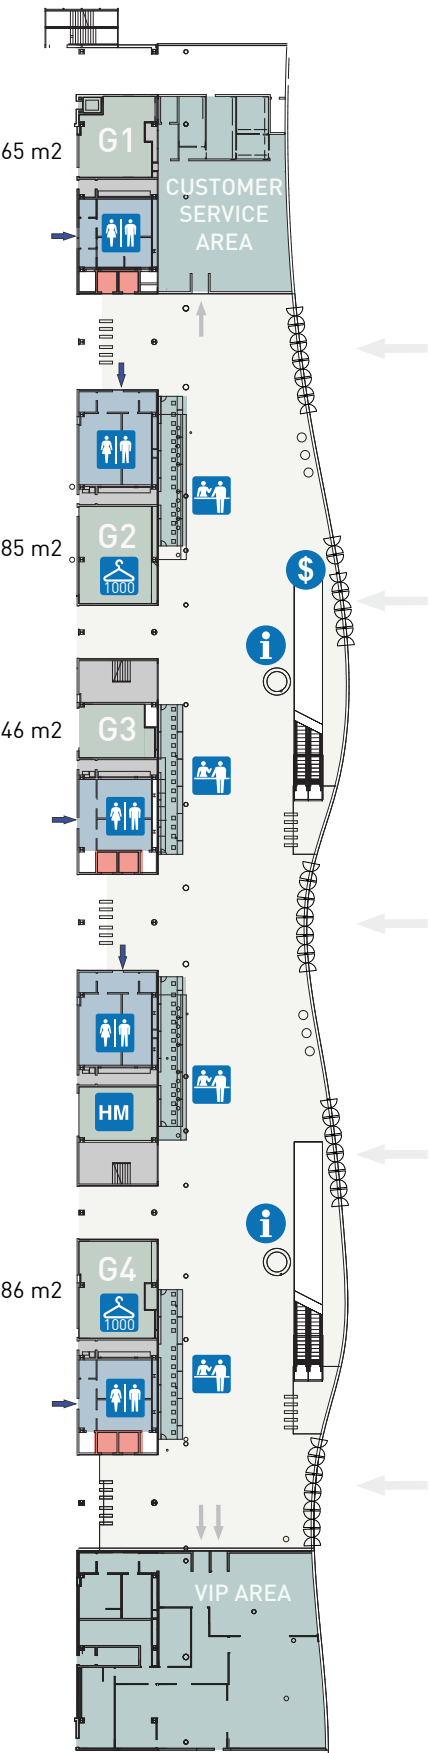 65 m2
G1
CUSTOMER
SERVICE
AREA
85 m2
G2
1000
$
i
46 m2
G3
HM
i
86 m2
G4
1000
VIP AREA